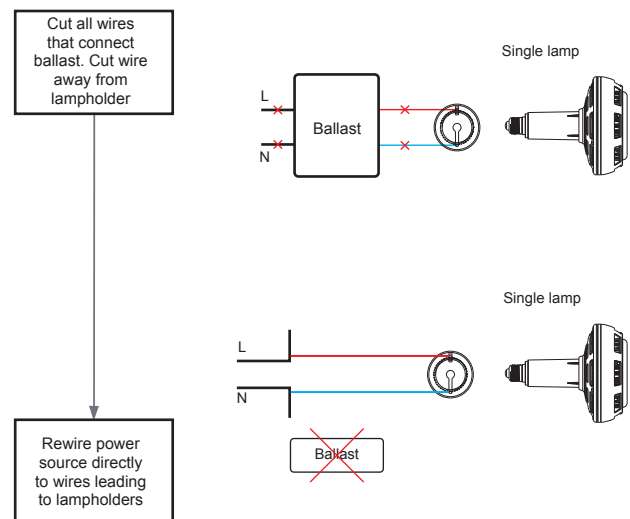 Cut all wires
that connect
ballast. Cut wire
away from
lampholder
Single lamp
L
Ballast
N
Single lamp
L
N
Ballast
Rewire power
source directly
to wires leading
to lampholders